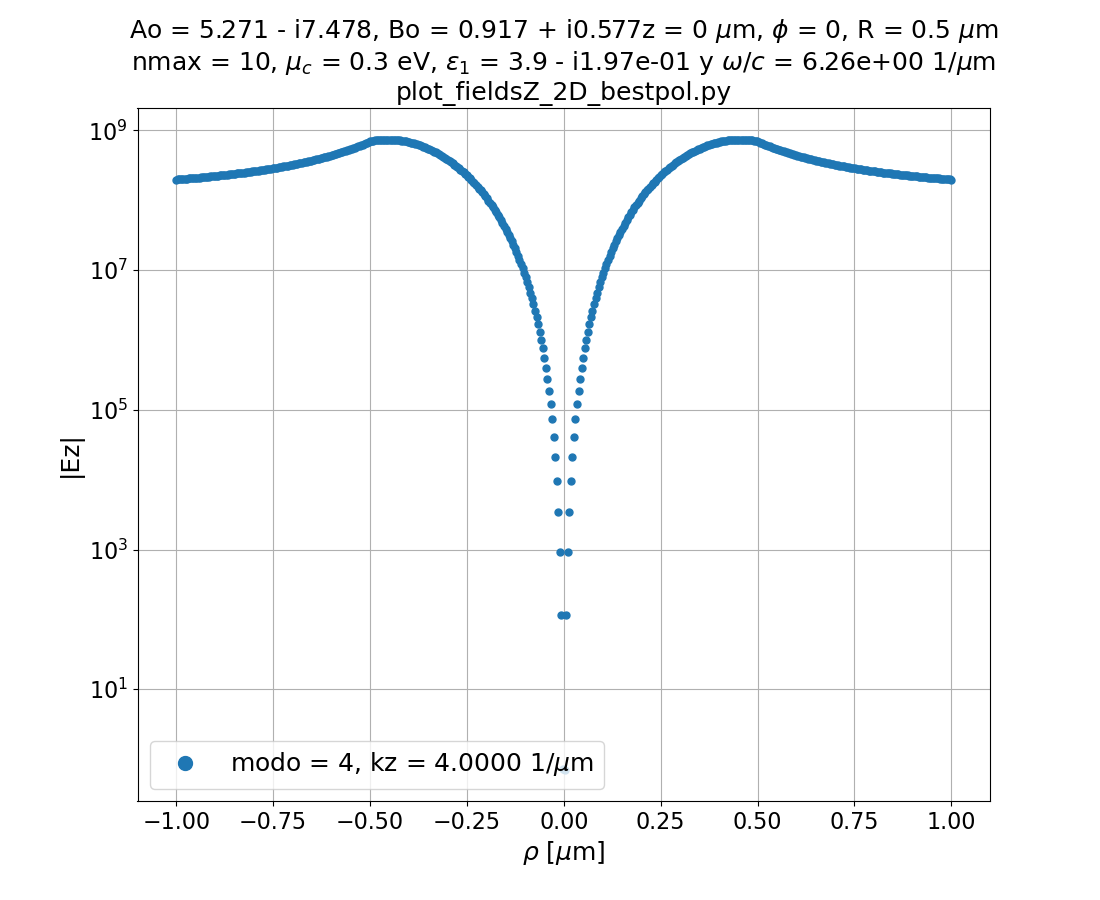 Ao = 5.271 - i7.478, Bo = 0.917 + i0.577z = 0 μm, ϕ = 0, R = 0.5 μm
nmax = 10, μ_c = 0.3 eV, ε_1 = 3.9 - i1.97e-01 y ω/c = 6.26e+00 1/μm
plot_fieldsZ_2D_bestpol.py
10^9
10^7
10^5
10^3
10^1
|Ez|
modo = 4, kz = 4.0000 1/μm
−1.00 −0.75 −0.50 −0.25 0.00 0.25 0.50 0.75 1.00
ρ [μm]